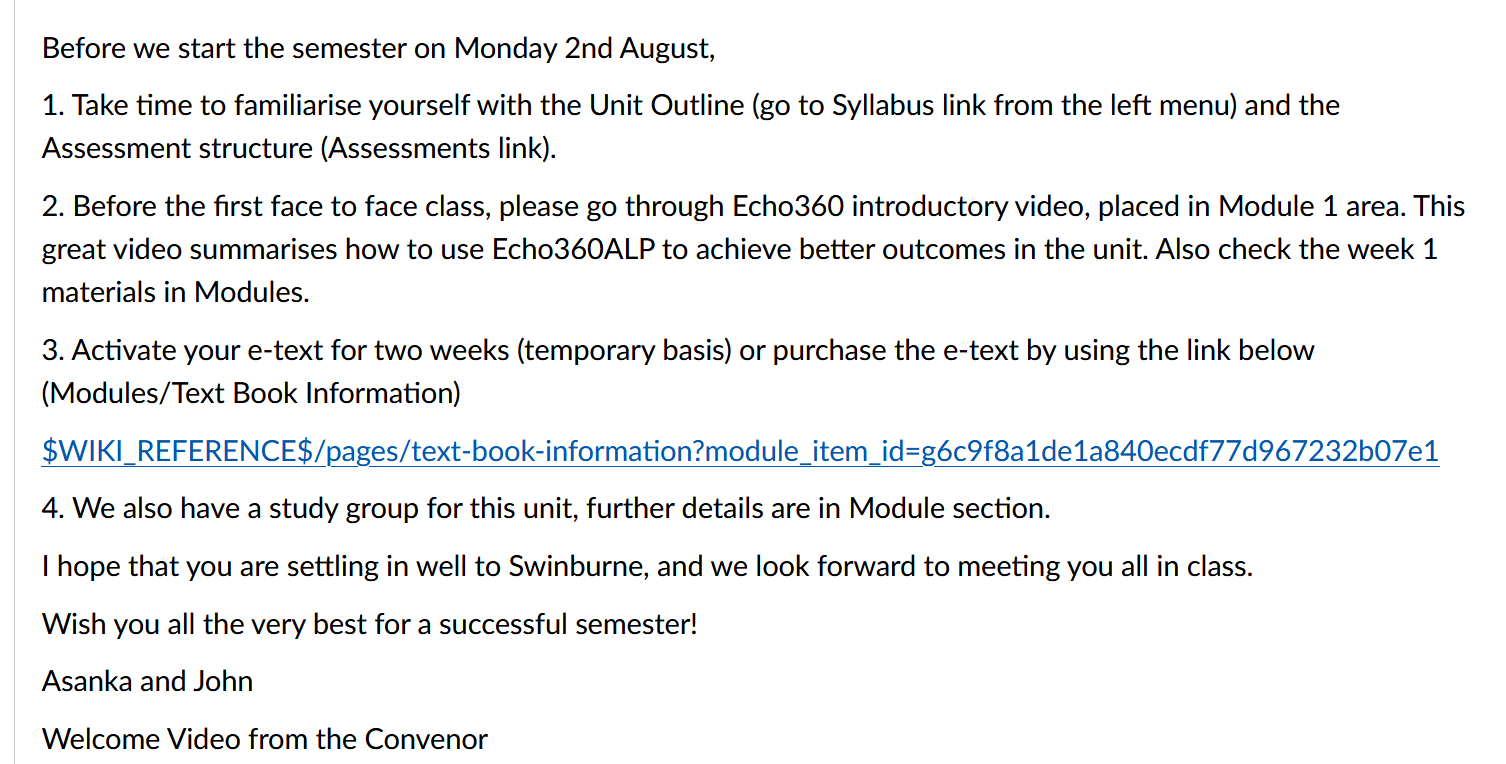 Before we start the semester on Monday 2nd August,
1. Take time to familiarise yourself with the Unit Outline (go to Syllabus link from the left menu) and the
Assessment structure (Assessments link).
2. Before the first face to face class, please go through Echo360 introductory video, placed in Module 1 area. This
great video summarises how to use Echo360ALP to achieve better outcomes in the unit. Also check the week 1
materials in Modules.
3. Activate your e-text for two weeks (temporary basis) or purchase the e-text by using the link below
(Modules/Text Book Information)
$WIKI_REFERENCE$/pages/text-book-information?module_item_id=g6c9f8a1de1a840ecdf77d967232b07e1
4. We also have a study group for this unit, further details are in Module section.
I hope that you are settling in well to Swinburne, and we look forward to meeting you all in class.
Wish you all the very best for a successful semester!
Asanka and John
Welcome Video from the Convenor